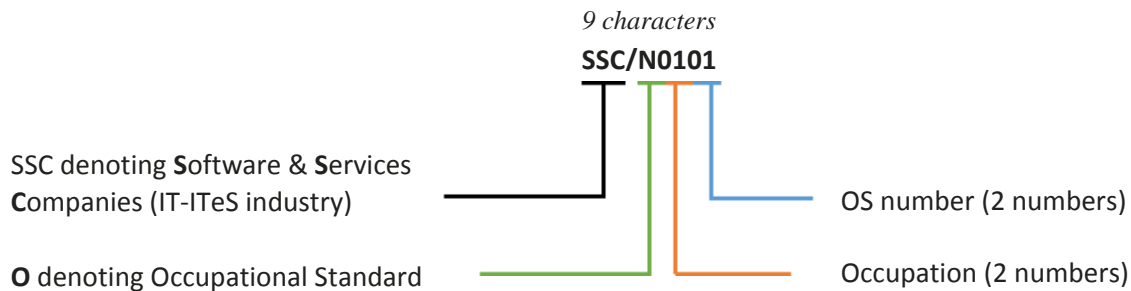 9 characters
SSC/N0101
SSC denoting Software & Services
Companies (IT-ITeS industry)
OS number (2 numbers)
O denoting Occupational Standard
Occupation (2 numbers)